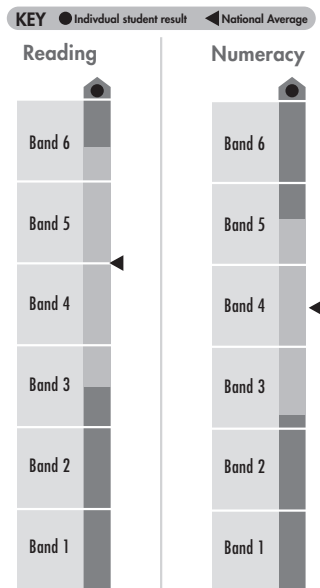 KEY Indivdual student result National Average
Reading Numeracy
Band 6 Band 6
Band 5 Band 5
Band 4 Band 4
Band 3 Band 3
Band 2 Band 2
Band 1 Band 1